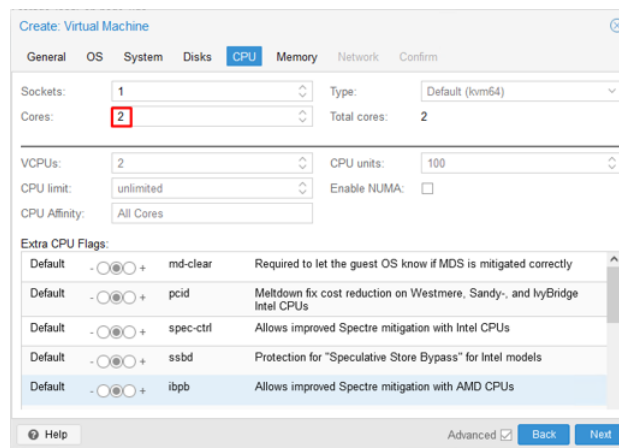 Create: Virtual Machine
General OS System Disks CPU Memory Network Confirm
Sockets: 1 Type: Default (kvm64)
Cores: 2 Total cores: 2
VCPUs: 2 CPU units: 100
CPU limit: unlimited Enable NUMA:
CPU Affinity: All Cores
Extra CPU Flags:
Default - + md-clear Required to let the guest OS know if MDS is mitigated correctly
Default - + pcid Meltdown fix cost reduction on Westmere, Sandy-, and IvyBridge
Intel CPUs
Default - + spec-ctrl Allows improved Spectre mitigation with Intel CPUs
Default - + ssbd Protection for "Speculative Store Bypass" for Intel models
Default - + ibpb Allows improved Spectre mitigation with AMD CPUs
Help Advanced Back Next